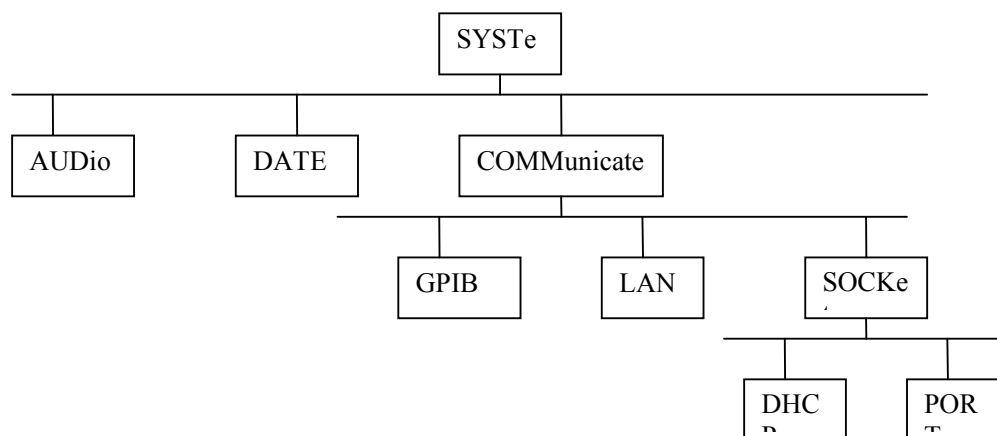 SYSTe
AUDio
DATE
COMMunicate
GPIB
LAN
SOCKe
DHC
POR